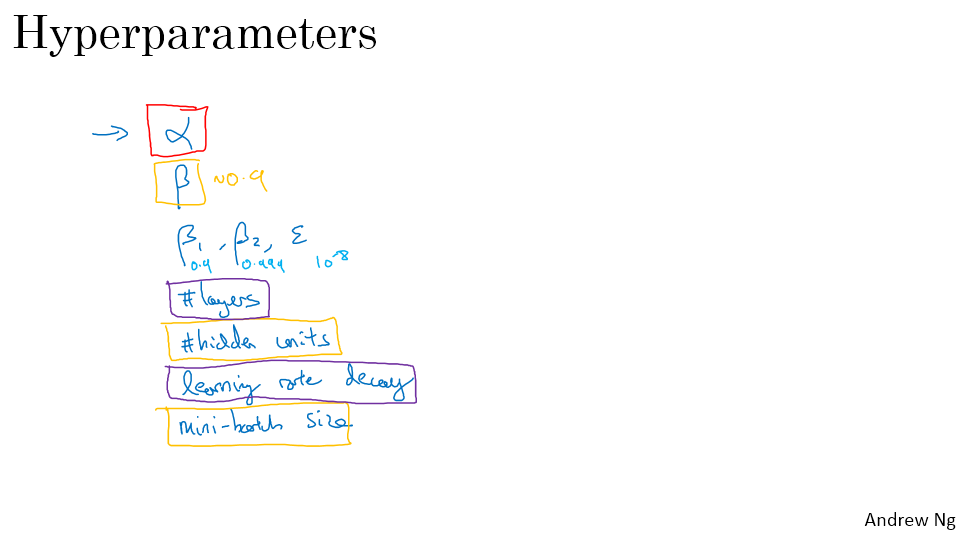 Hyperparameters
→ α
β ~0.9
β₁, β₂, ε
0.9 0.999 10⁻⁸
#layers
#hidden units
learning rate decay
mini-batch size
Andrew Ng